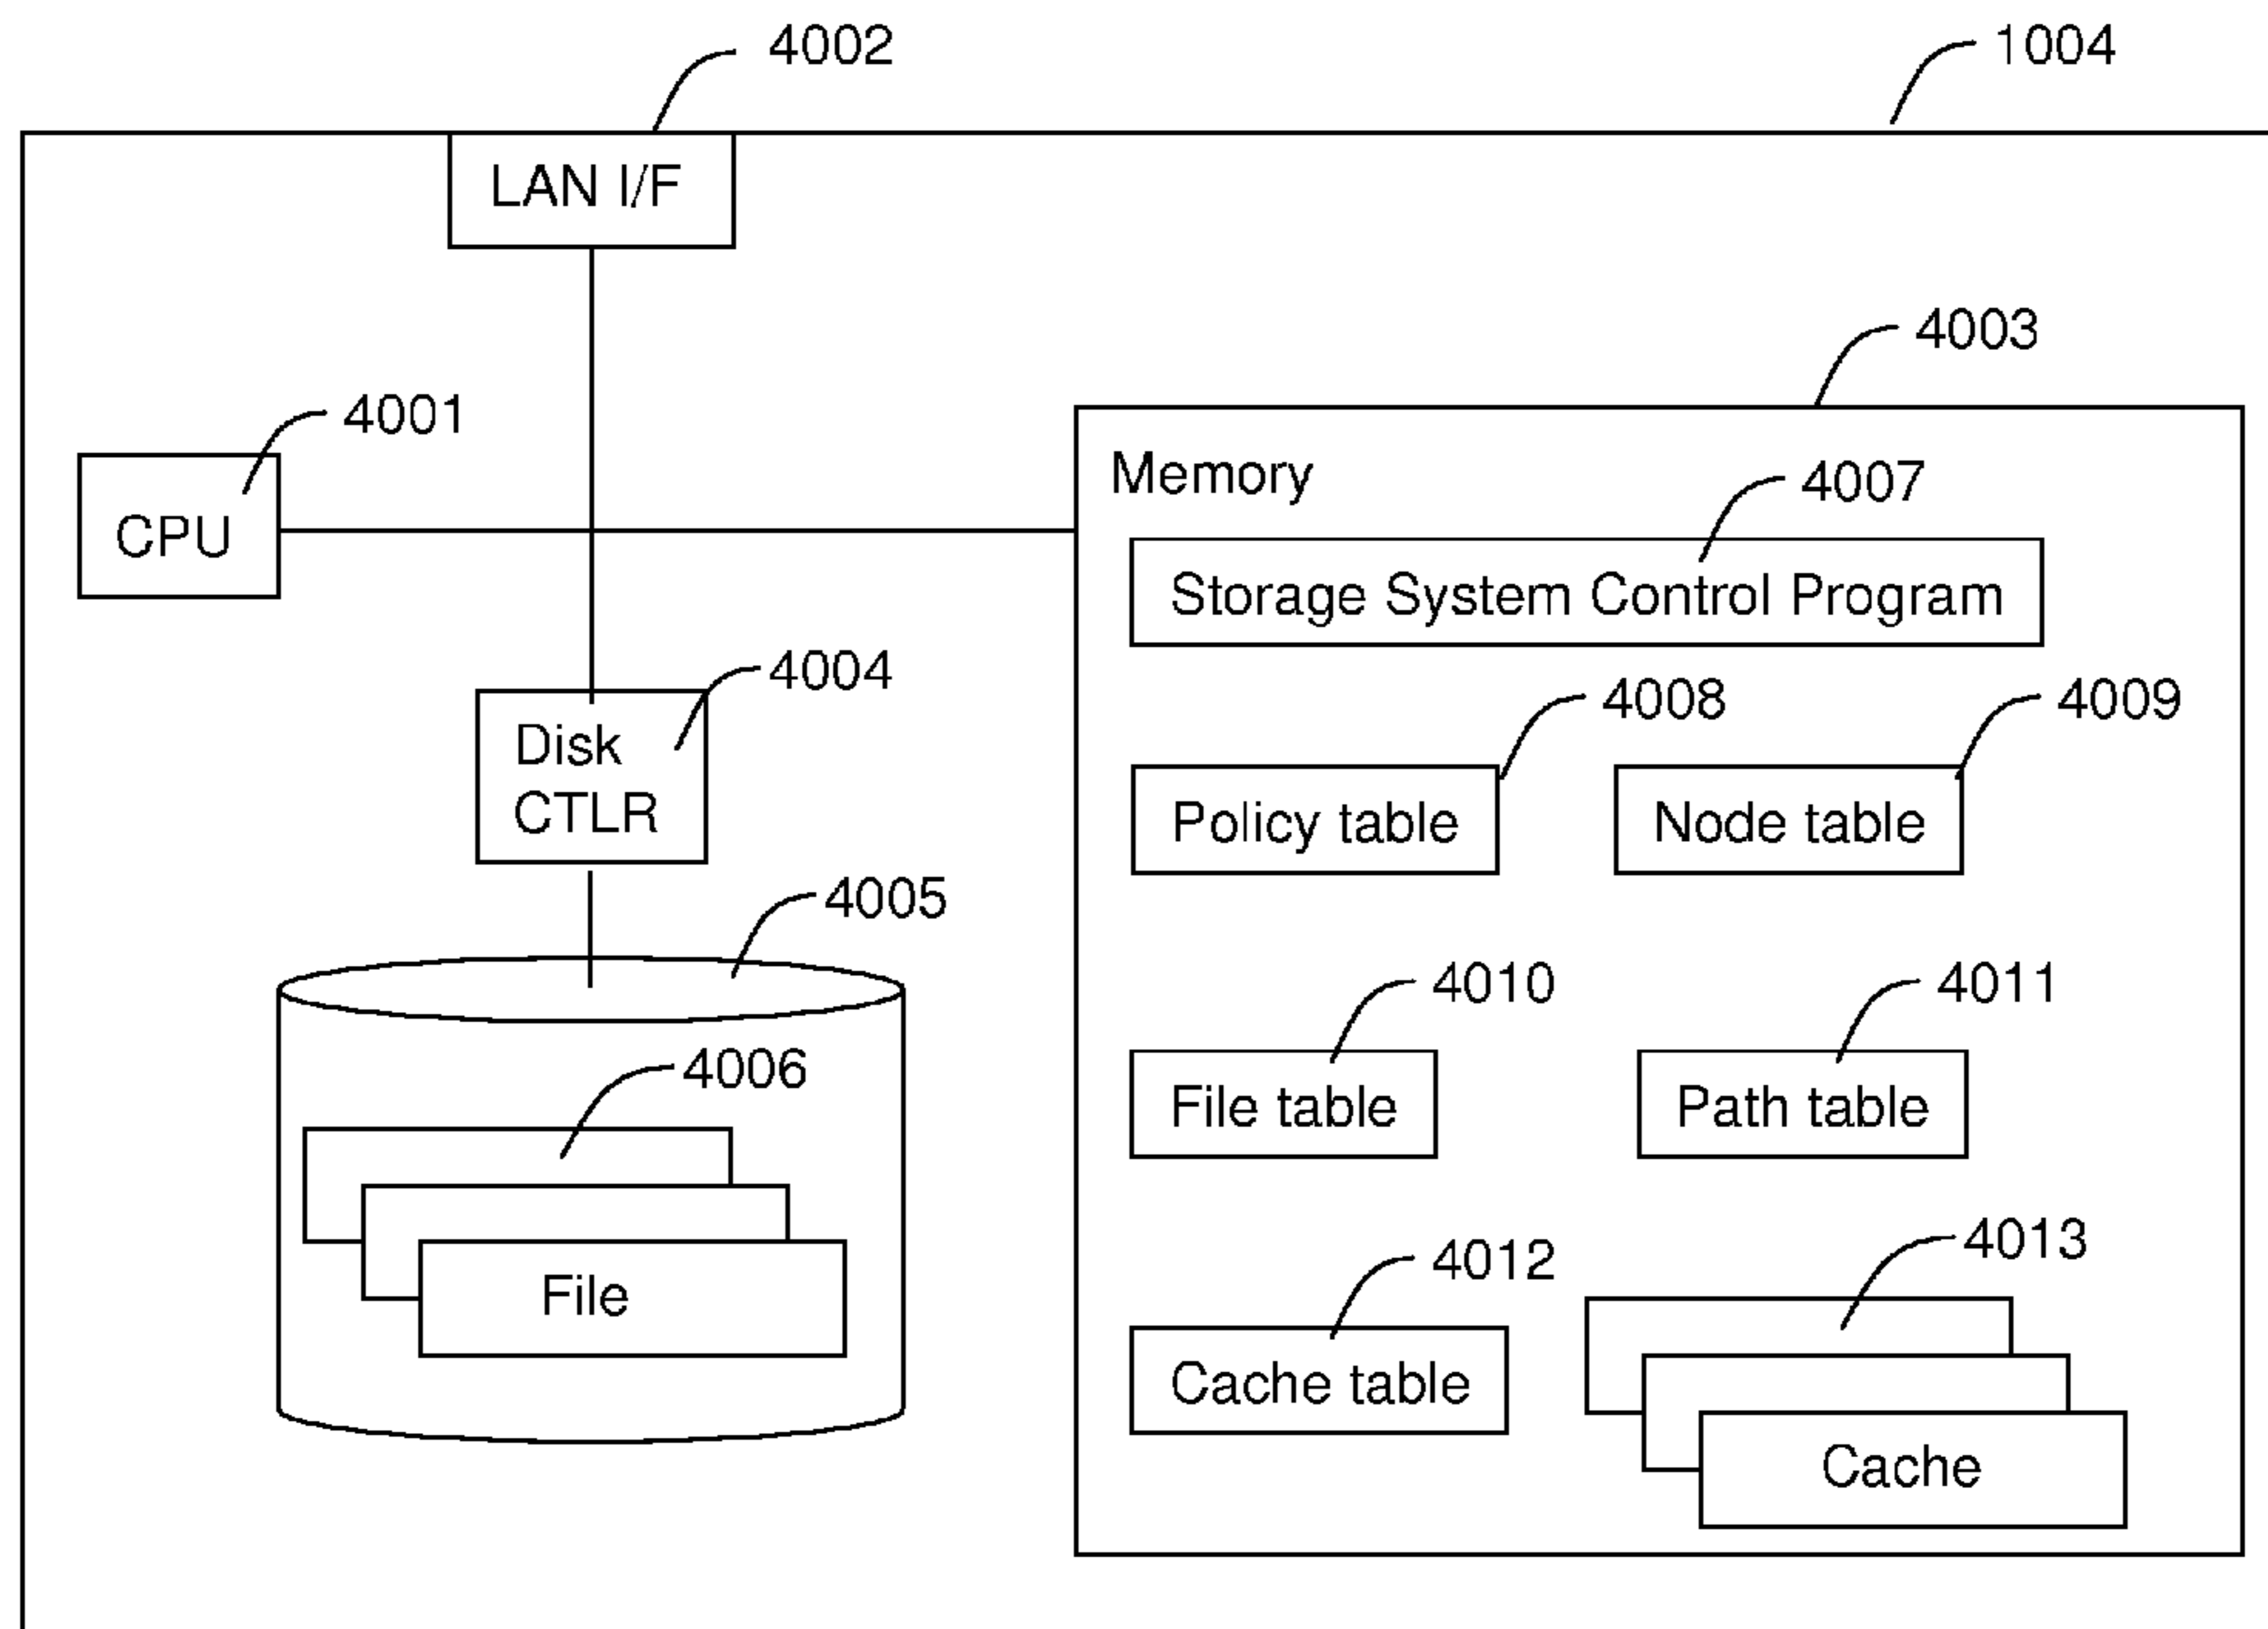 4002
1004
LAN I/F
4003
4001
Memory
4007
CPU
Storage System Control Program
4004
4008
4009
Disk
CTLR
Policy table
Node table
4005
4010
4011
4006
File table
Path table
4012
4013
File
Cache table
Cache